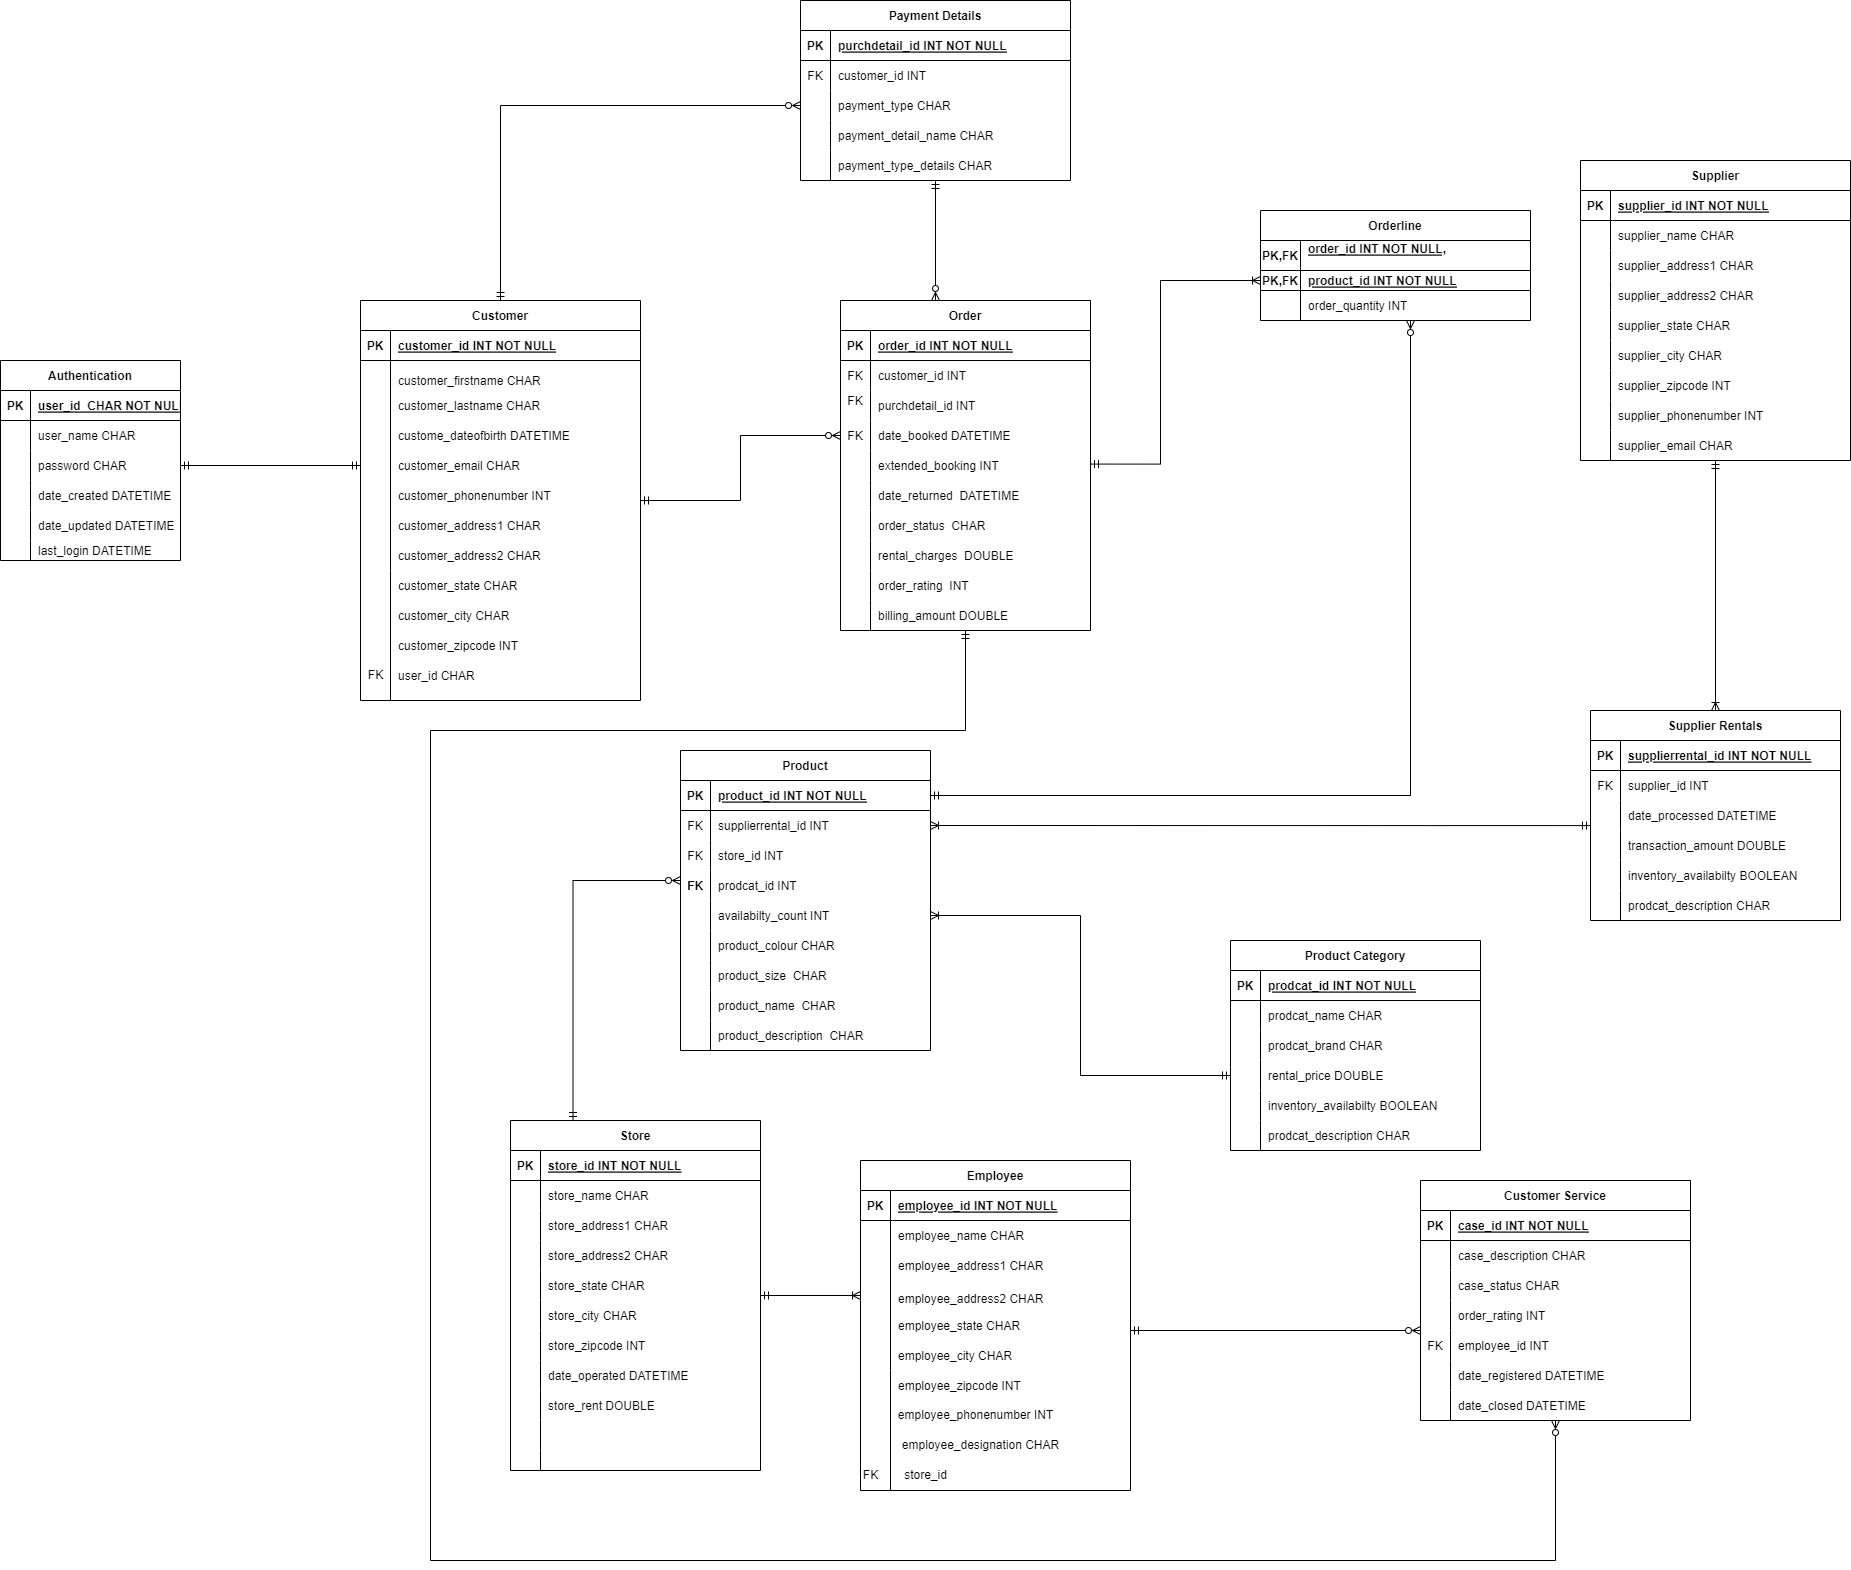 Payment Details
PK purchdetail_id INT NOT NULL
FK customer_id INT
payment_type CHAR
payment_detail_name CHAR
payment_type_details CHAR
Supplier
PK supplier_id INT NOT NULL
supplier_name CHAR
supplier_address1 CHAR
supplier_address2 CHAR
supplier_state CHAR
supplier_city CHAR
supplier_zipcode INT
supplier_phonenumber INT
supplier_email CHAR
Orderline
PK,FK order_id INT NOT NULL,
PK,FK product_id INT NOT NULL
order_quantity INT
Customer
PK customer_id INT NOT NULL
customer_firstname CHAR
customer_lastname CHAR
custome_dateofbirth DATETIME
customer_email CHAR
customer_phonenumber INT
customer_address1 CHAR
customer_address2 CHAR
customer_state CHAR
customer_city CHAR
customer_zipcode INT
FK user_id CHAR
Order
PK order_id INT NOT NULL
FK customer_id INT
FK purchdetail_id INT
FK date_booked DATETIME
extended_booking INT
date_returned DATETIME
order_status CHAR
rental_charges DOUBLE
order_rating INT
billing_amount DOUBLE
Authentication
PK user_id CHAR NOT NUL
user_name CHAR
password CHAR
date_created DATETIME
date_updated DATETIME
last_login DATETIME
Supplier Rentals
PK supplierrental_id INT NOT NULL
FK supplier_id INT
date_processed DATETIME
transaction_amount DOUBLE
inventory_availabilty BOOLEAN
prodcat_description CHAR
Product
PK product_id INT NOT NULL
FK supplierrental_id INT
FK store_id INT
FK prodcat_id INT
availabilty_count INT
product_colour CHAR
product_size CHAR
product_name CHAR
product_description CHAR
Product Category
PK prodcat_id INT NOT NULL
prodcat_name CHAR
prodcat_brand CHAR
rental_price DOUBLE
inventory_availabilty BOOLEAN
prodcat_description CHAR
Store
PK store_id INT NOT NULL
store_name CHAR
store_address1 CHAR
store_address2 CHAR
store_state CHAR
store_city CHAR
store_zipcode INT
date_operated DATETIME
store_rent DOUBLE
Employee
PK employee_id INT NOT NULL
employee_name CHAR
employee_address1 CHAR
employee_address2 CHAR
employee_state CHAR
employee_city CHAR
employee_zipcode INT
employee_phonenumber INT
employee_designation CHAR
FK store_id
Customer Service
PK case_id INT NOT NULL
case_description CHAR
case_status CHAR
order_rating INT
FK employee_id INT
date_registered DATETIME
date_closed DATETIME